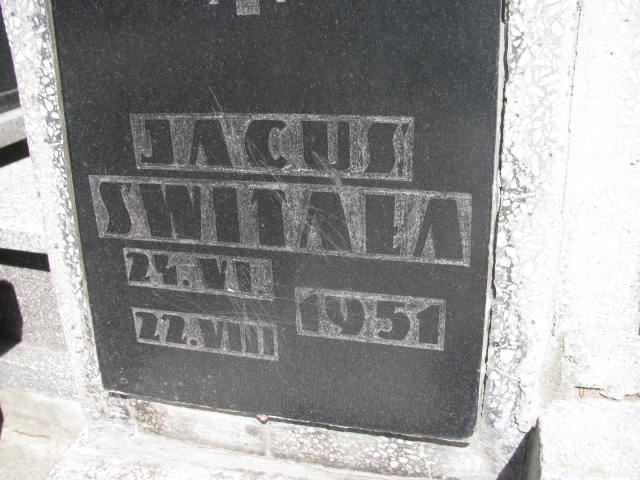 JACUŚ
ŚWITAŁA
24.VI.
22.VIII
1951